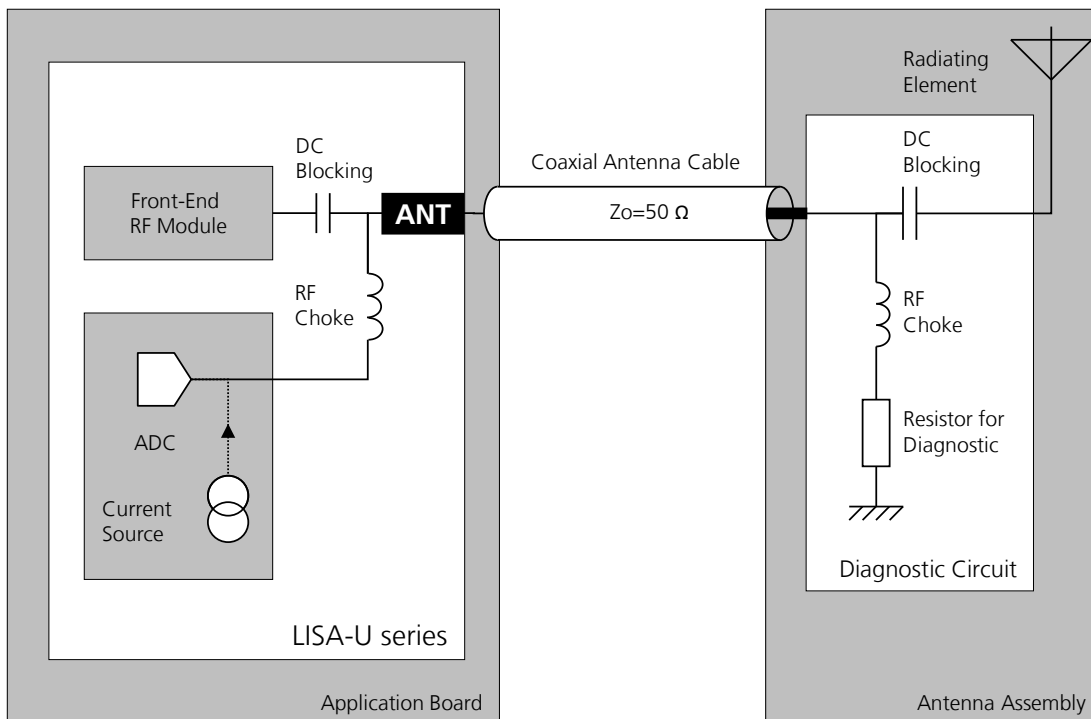 DC
Blocking
Front-End
RF Module
ANT
RF
Choke
ADC
Current
Source
LISA-U series
Application Board
Coaxial Antenna Cable
Zo=50 Ω
Radiating
Element
DC
Blocking
RF
Choke
Resistor for
Diagnostic
Diagnostic Circuit
Antenna Assembly